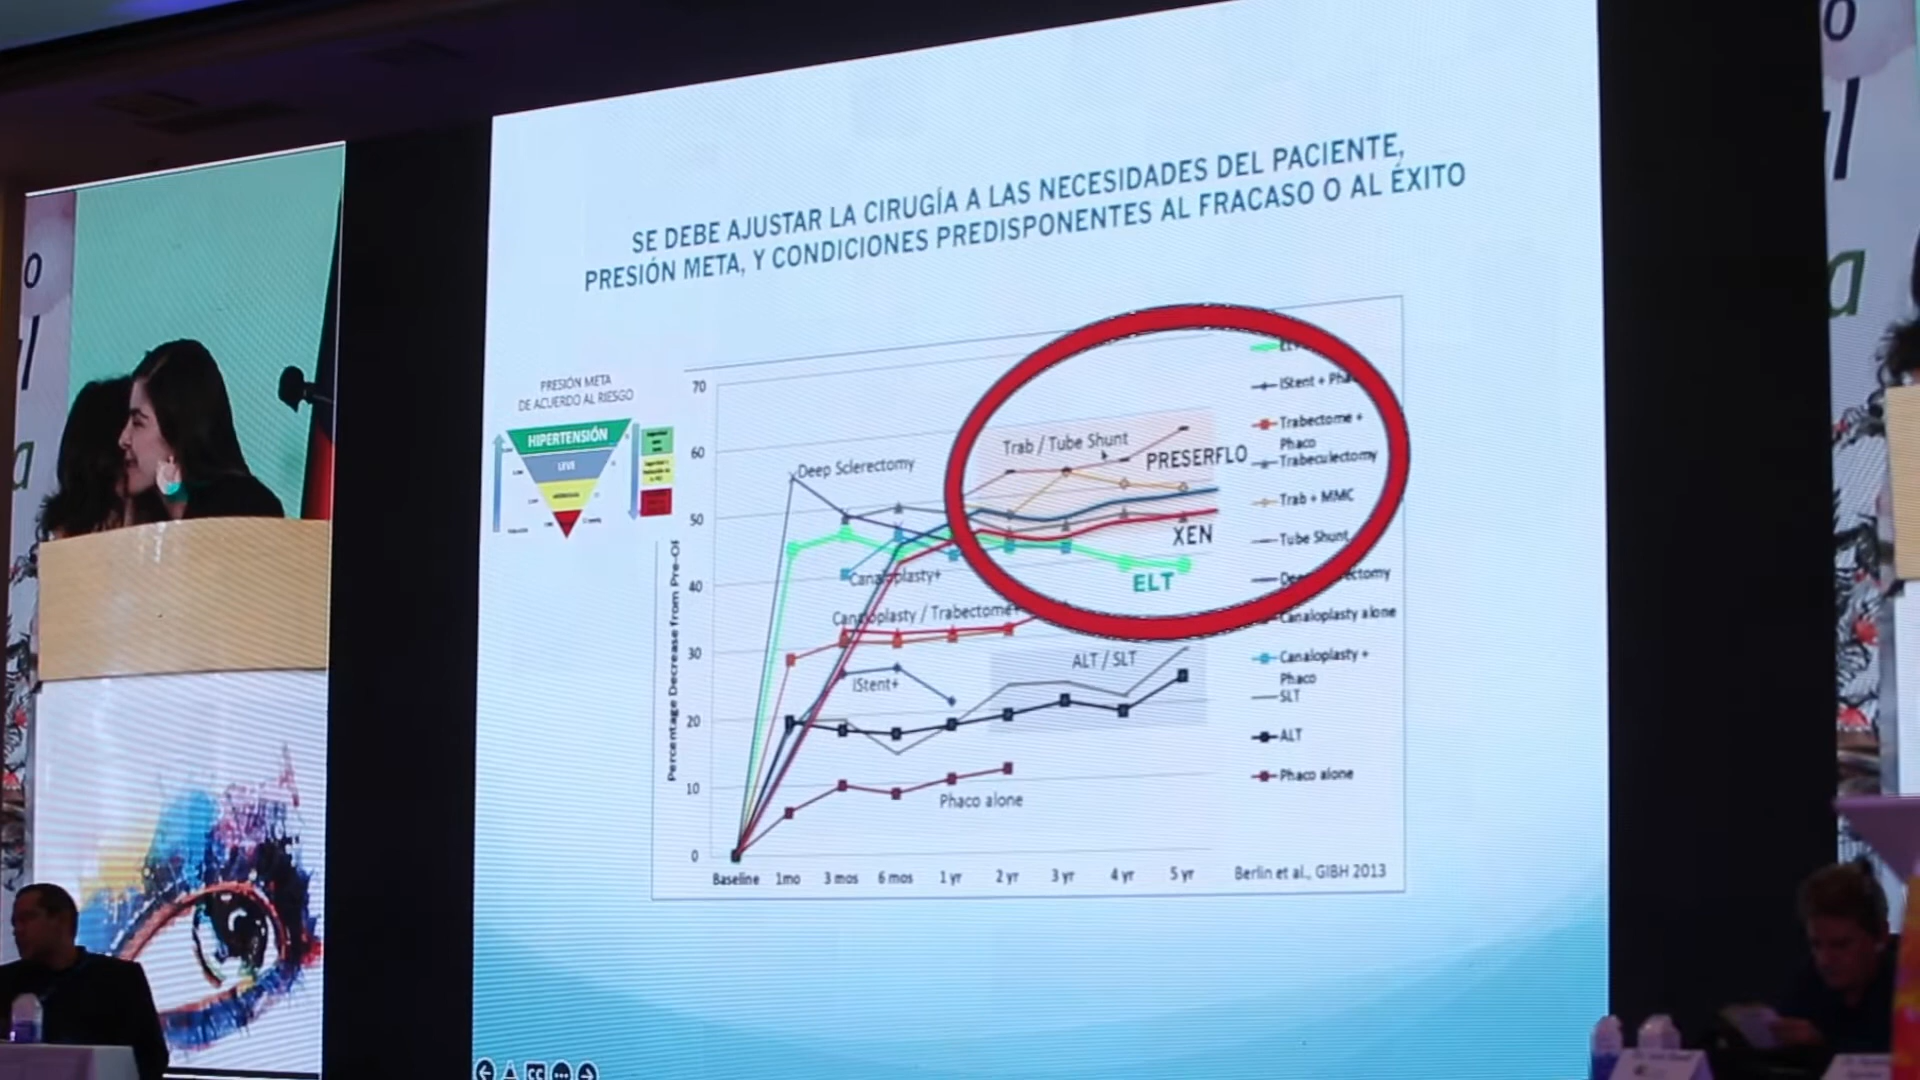 SE DEBE AJUSTAR LA CIRUGÍA A LAS NECESIDADES DEL PACIENTE,
PRESIÓN META, Y CONDICIONES PREDISPONENTES AL FRACASO O AL ÉXITO
PRESIÓN META
DE ACUERDO AL RIESGO
HIPERTENSIÓN
LEVE
Percentage Decrease from Pre-Op
70
60
50
40
30
20
10
0
Baseline 1mo 3 mos 6 mos 1 yr 2 yr 3 yr 4 yr 5 yr
Deep Sclerectomy
Trab / Tube Shunt
PRESERFLO
XEN
ELT
Canaloplasty+
Canaloplasty / Trabectome+
IStent+
ALT / SLT
Phaco alone
IStent + Pha
Trabectome +
Phaco
Trabeculectomy
Trab + MMC
Tube Shunt
Canaloplasty alone
Canaloplasty +
Phaco
SLT
ALT
Phaco alone
Berlin et al., GIBH 2013
CC
o
l
a
o
l
a